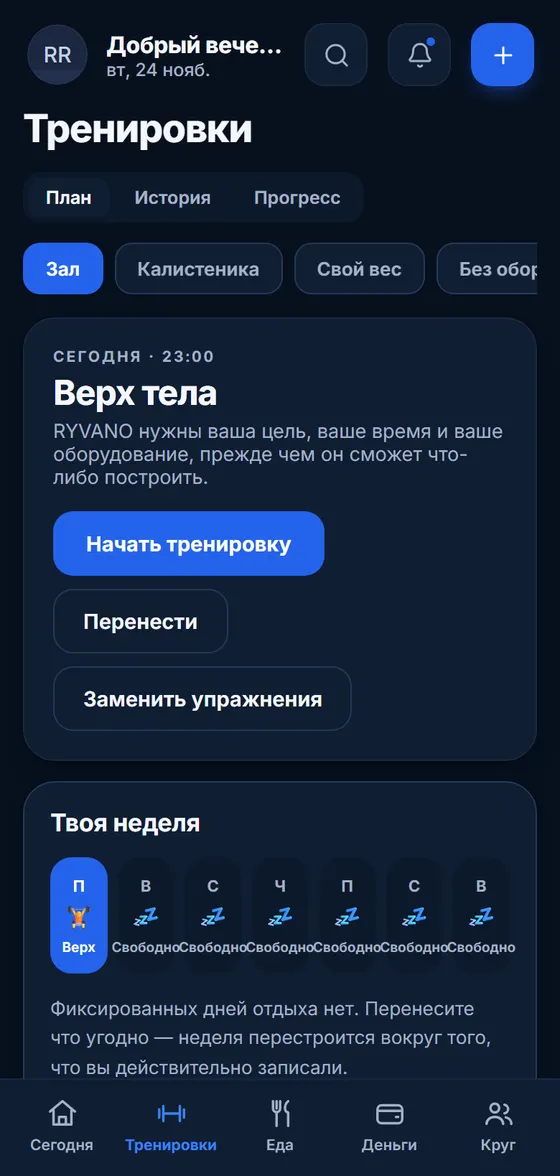 RR
Добрый вече...
вт, 24 нояб.
Тренировки
План История Прогресс
Зал Калистеника Свой вес Без обор
СЕГОДНЯ · 23:00
Верх тела
RYVANO нужны ваша цель, ваше время и ваше
оборудование, прежде чем он сможет что-
либо построить.
Начать тренировку
Перенести
Заменить упражнения
Твоя неделя
П В С Ч П С В
Верх Свободно Свободно Свободно Свободно Свободно Свободно
Фиксированных дней отдыха нет. Перенесите
что угодно — неделя перестроится вокруг того,
что вы действительно записали.
Сегодня Тренировки Еда Деньги Круг